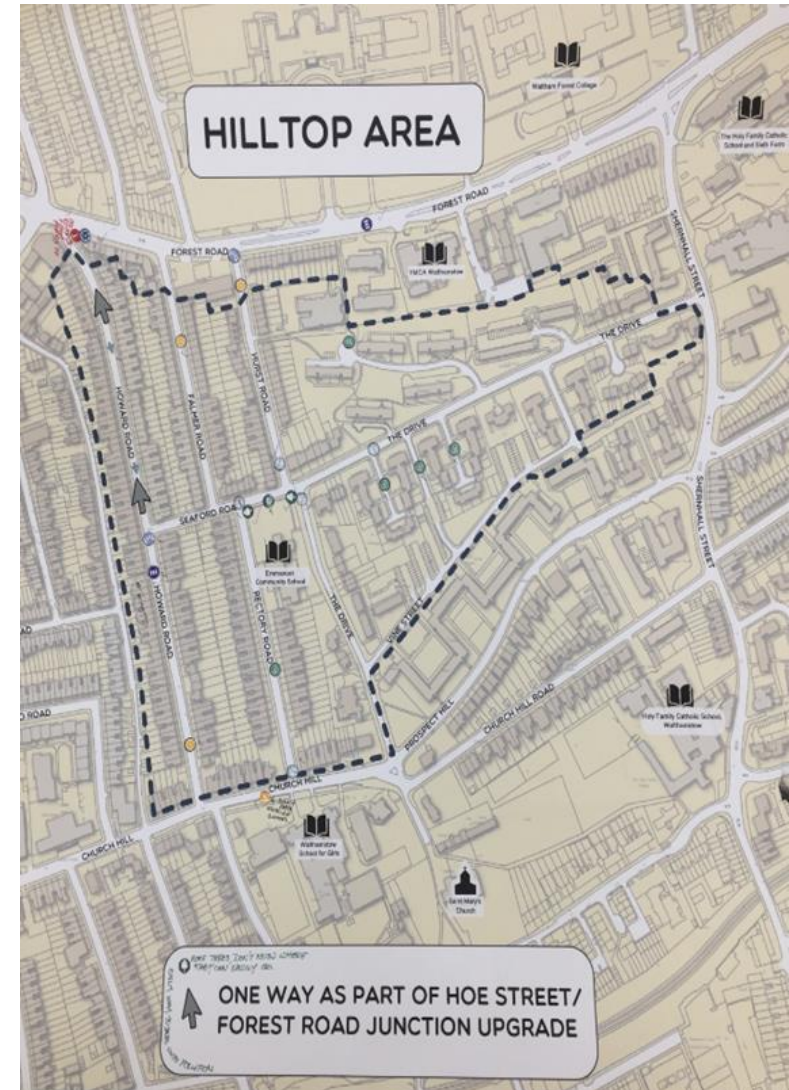 Waltham Forest College
The Holy Family Catholic
School and Sixth Form
HILLTOP AREA
FOREST ROAD
SHERNHALL STREET
FOREST ROAD
YMCA Walthamstow
THE DRIVE
HURST ROAD
HOWARD ROAD
FALMER ROAD
THE DRIVE
SEAFORD ROAD
SHERNHALL STREET
Emmanuel
Community School
HOWARD ROAD
RECTORY ROAD
THE DRIVE
VINE STREET
ROAD
PROSPECT HILL
CHURCH HILL ROAD
Holy Family Catholic School,
Walthamstow
CHURCH HILL
CHURCH HILL
Walthamstow
School for Girls
Saint Mary's
Church
ONE WAY AS PART OF HOE STREET/
FOREST ROAD JUNCTION UPGRADE